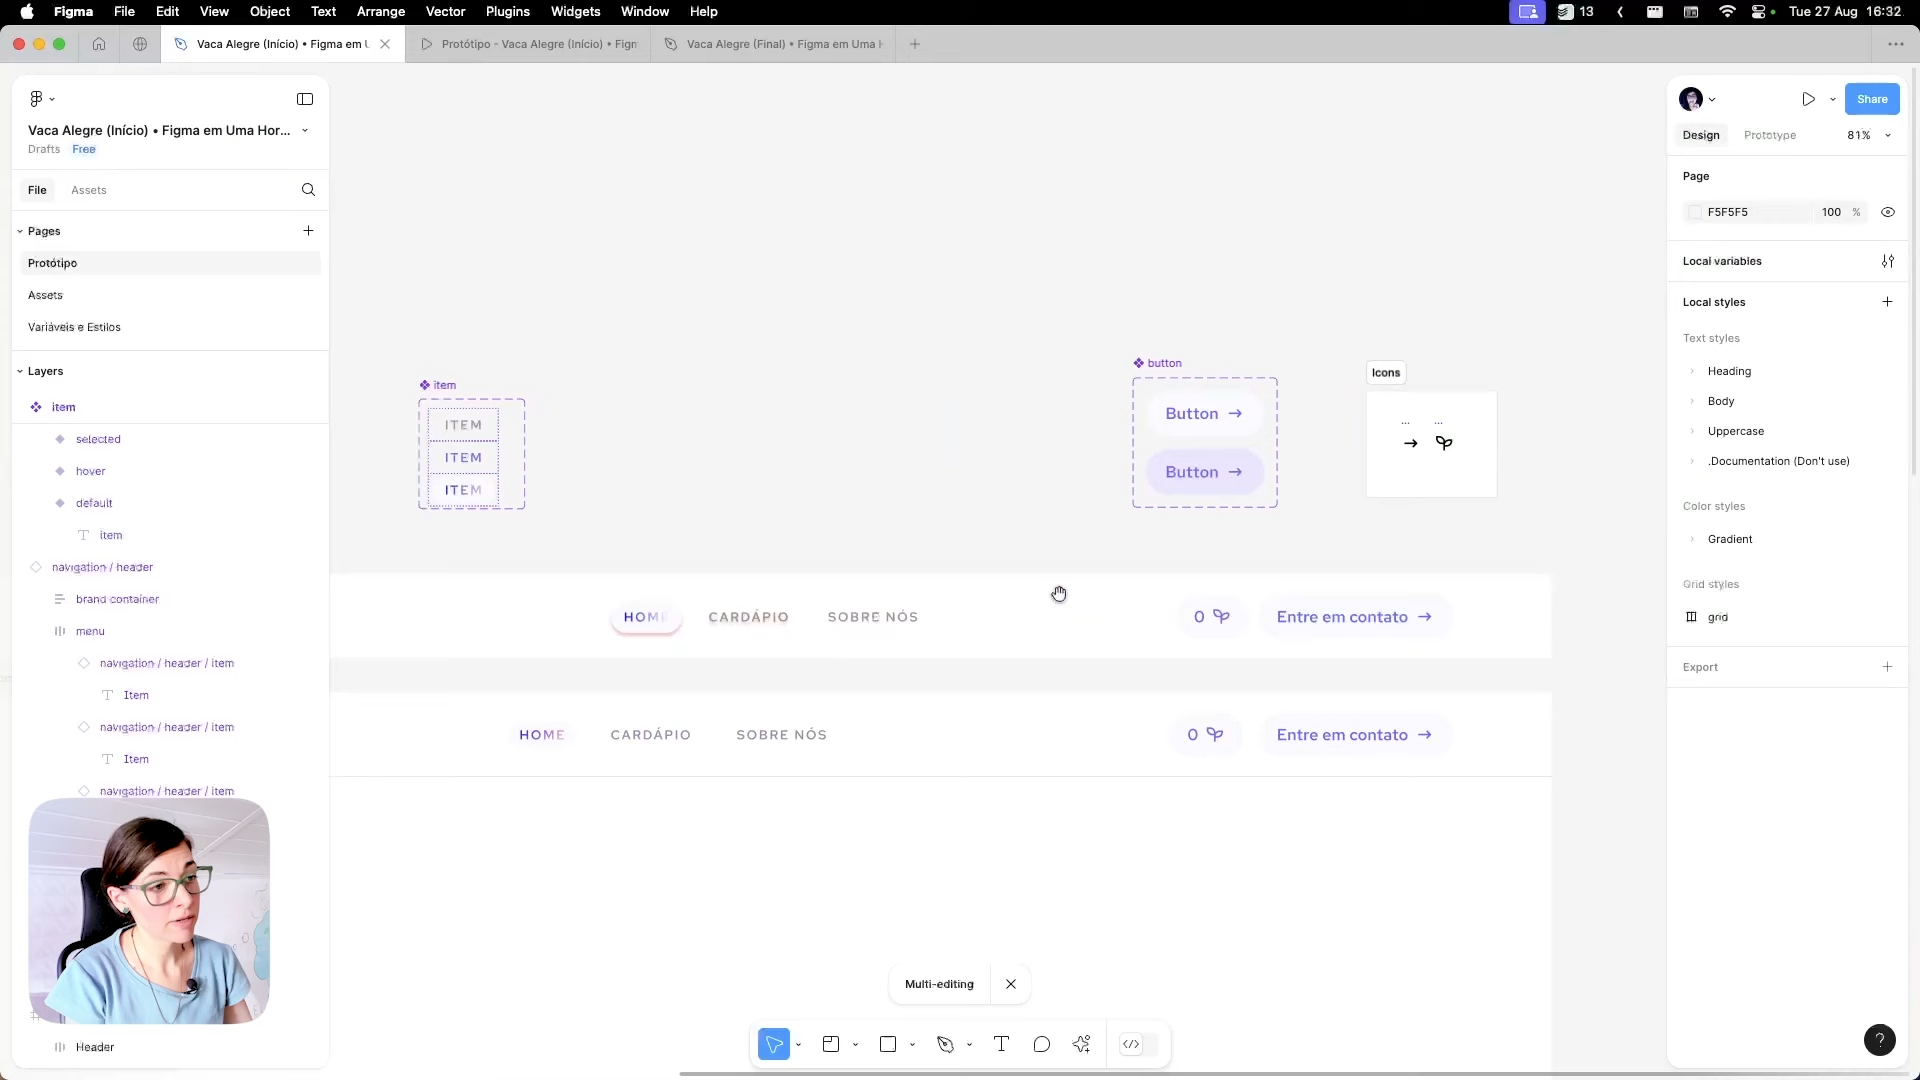 Figma File Edit View Object Text Arrange Vector Plugins Widgets Window Help
13 Tue 27 Aug 16:32
Vaca Alegre (Início) • Figma em U
Protótipo - Vaca Alegre (Início) • Figm
Vaca Alegre (Final) • Figma em Uma H
Vaca Alegre (Início) • Figma em Uma Hor...
Drafts Free
File Assets
Pages
Protótipo
Assets
Variáveis e Estilos
Layers
item
selected
hover
default
item
navigation / header
brand container
menu
navigation / header / item
Item
navigation / header / item
Item
navigation / header / item
Header
item
ITEM
ITEM
ITEM
button
Button →
Button →
Icons
... ...
HOME CARDÁPIO SOBRE NÓS 0 Entre em contato →
HOME CARDÁPIO SOBRE NÓS 0 Entre em contato →
Multi-editing
Share
Design Prototype 81%
Page
F5F5F5 100 %
Local variables
Local styles
Text styles
Heading
Body
Uppercase
.Documentation (Don't use)
Color styles
Gradient
Grid styles
grid
Export
?